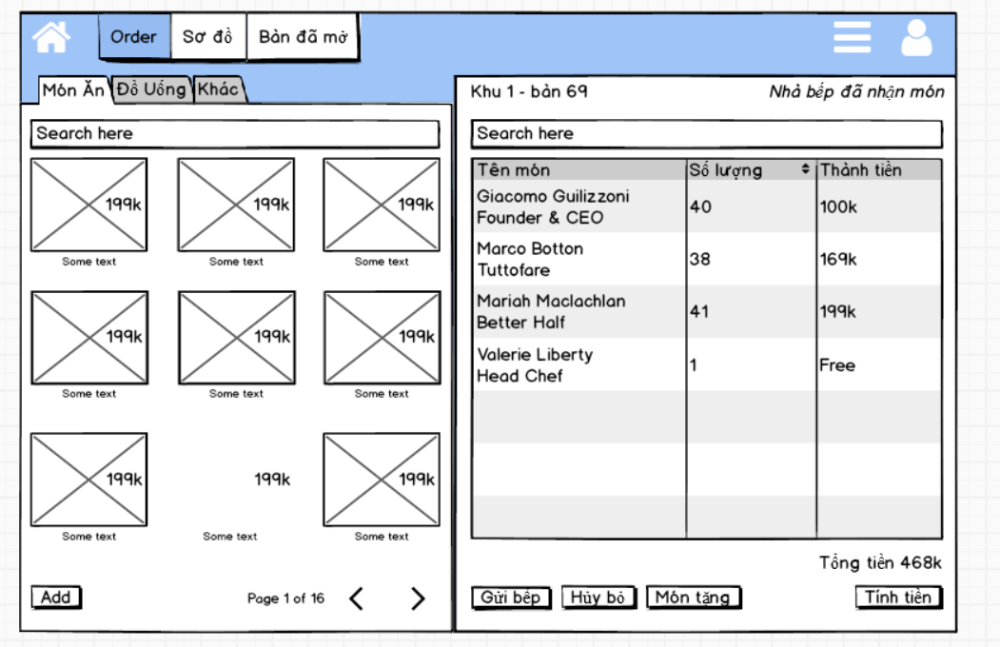 Order
Sơ đồ
Bàn đã mở
Món Ăn
Đồ Uống
Khác
Search here
199k
199k
199k
Some text
Some text
Some text
199k
199k
199k
Some text
Some text
Some text
199k
199k
199k
Some text
Some text
Some text
Add
Page 1 of 16
Khu 1 - bàn 69
Nhà bếp đã nhận món
Search here
Tên món
Số lượng
Thành tiền
Giacomo Guilizzoni
Founder & CEO
40
100k
Marco Botton
Tuttofare
38
169k
Mariah Maclachlan
Better Half
41
199k
Valerie Liberty
Head Chef
1
Free
Tổng tiền 468k
Gửi bếp
Hủy bỏ
Món tặng
Tính tiền